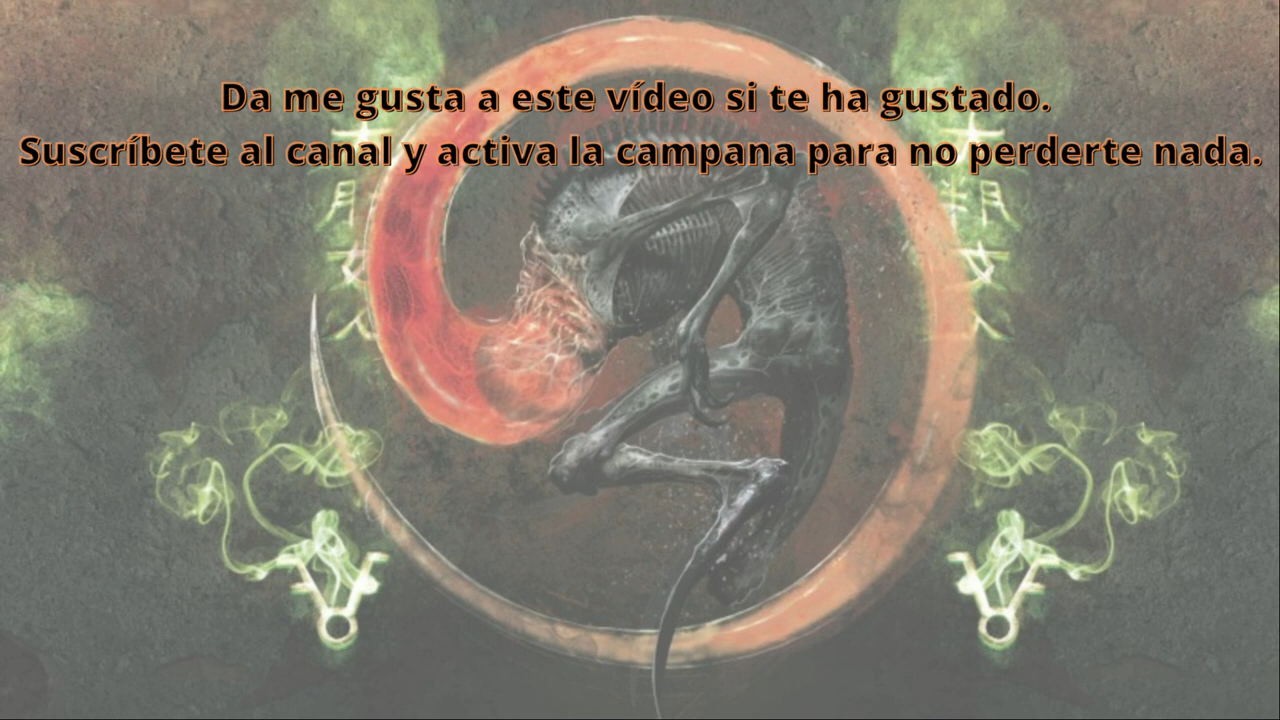 Da me gusta a este vídeo si te ha gustado.
Suscríbete al canal y activa la campana para no perderte nada.